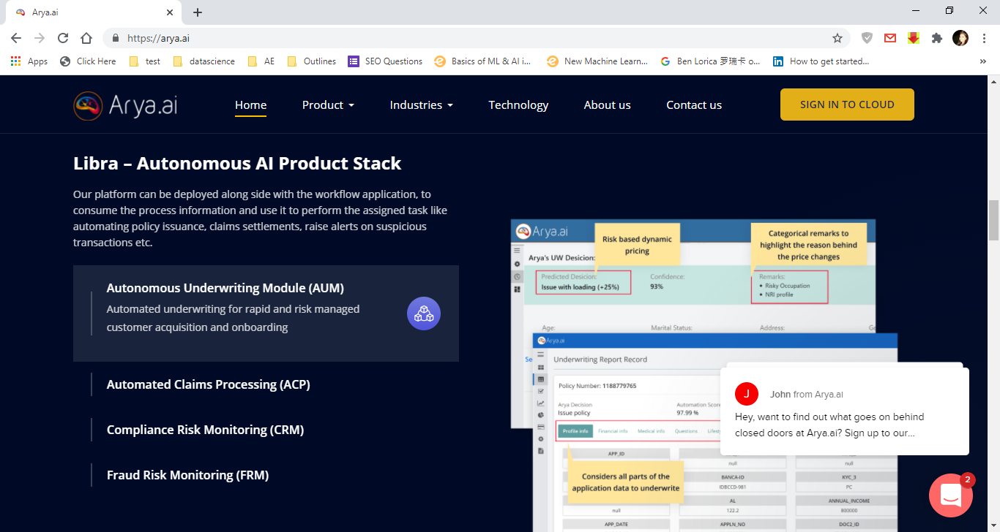 Arya.ai
https://arya.ai
Apps
Click Here
test
datascience
AE
Outlines
SEO Questions
Basics of ML & AI i...
New Machine Learn...
Ben Lorica 罗瑞卡 o...
How to get started...
Arya.ai
Home
Product
Industries
Technology
About us
Contact us
SIGN IN TO CLOUD
Libra – Autonomous AI Product Stack
Our platform can be deployed along side with the workflow application, to
consume the process information and use it to perform the assigned task like
automating policy issuance, claims settlements, raise alerts on suspicious
transactions etc.
Autonomous Underwriting Module (AUM)
Automated underwriting for rapid and risk managed
customer acquisition and onboarding
Automated Claims Processing (ACP)
Compliance Risk Monitoring (CRM)
Fraud Risk Monitoring (FRM)
Arya.ai
Risk based dynamic
pricing
Categorical remarks to
highlight the reason behind
the price changes
Arya's UW Desicion:
Predicted Desicion:
Issue with loading (+25%)
Confidence:
93%
Remarks:
• Risky Occupation
• NRI profile
Age:
Marital Status:
Address:
Se
Arya.ai
Underwriting Report Record
Policy Number: 1188779765
Arya Decision
Issue policy
Automation Score
97.99 %
Profile info
Financial info
Medical info
Questions
Lifest
APP_ID
null
null
Considers all parts of the
application data to underwrite
BANCA-ID
IDBCCD-981
KYC_3
PC
null
AL
122.2
ANNUAL_INCOME
800000
APP_DATE
APPLN_NO
DOC2_ID
J
John from Arya.ai
Hey, want to find out what goes on behind
closed doors at Arya.ai? Sign up to our...
2